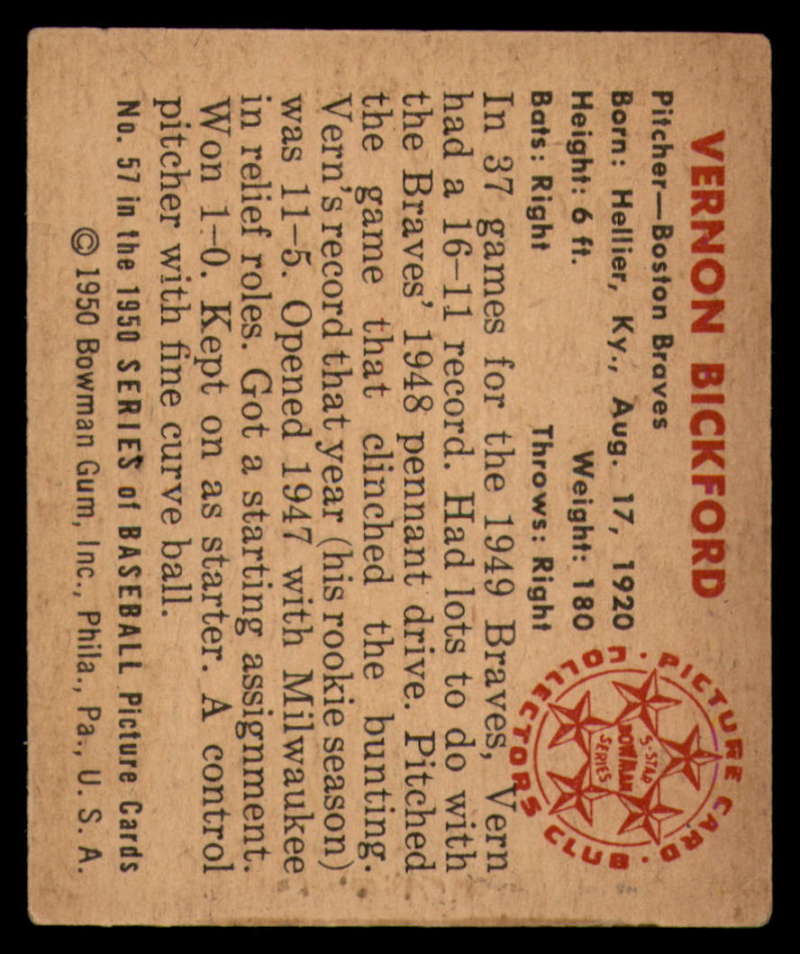 VERNON BICKFORD
Pitcher—Boston Braves
Born: Hellier, Ky., Aug. 17, 1920
Height: 6 ft. Weight: 180
Bats: Right Throws: Right
In 37 games for the 1949 Braves, Vern
had a 16–11 record. Had lots to do with
the Braves' 1948 pennant drive. Pitched
the game that clinched the bunting.
Vern's record that year (his rookie season)
was 11–5. Opened 1947 with Milwaukee
in relief roles. Got a starting assignment.
Won 1–0. Kept on as starter. A control
pitcher with fine curve ball.
No. 57 in the 1950 SERIES of BASEBALL Picture Cards
© 1950 Bowman Gum, Inc., Phila., Pa., U. S. A.
PICTURE CARD · COLLECTORS CLUB ·
5-STAR
BOWMAN
SERIES